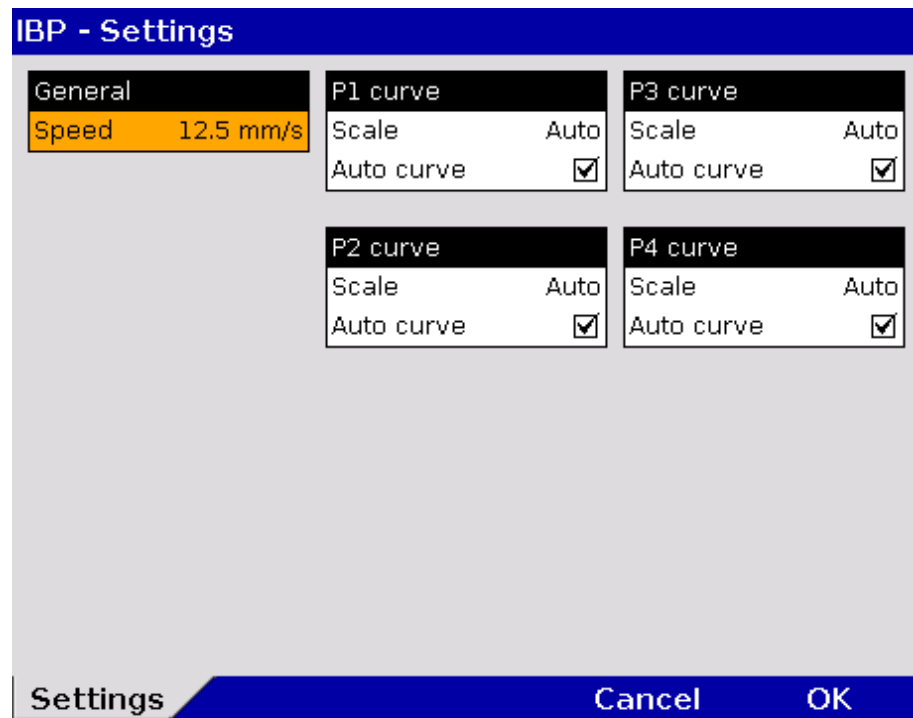 IBP - Settings
General
Speed 12.5 mm/s
P1 curve
Scale Auto
Auto curve
P2 curve
Scale Auto
Auto curve
P3 curve
Scale Auto
Auto curve
P4 curve
Scale Auto
Auto curve
Settings Cancel OK